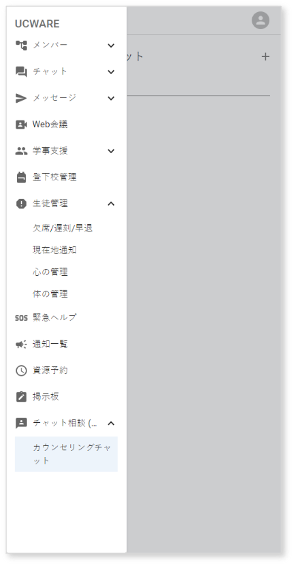 UCWARE
メンバー
ット
+
チャット
メッセージ
Web会議
学事支援
登下校管理
生徒管理
欠席/遅刻/早退
現在地通知
心の管理
体の管理
SOS 緊急ヘルプ
通知一覧
資源予約
掲示板
チャット相談 (...
カウンセリングチャ
ット